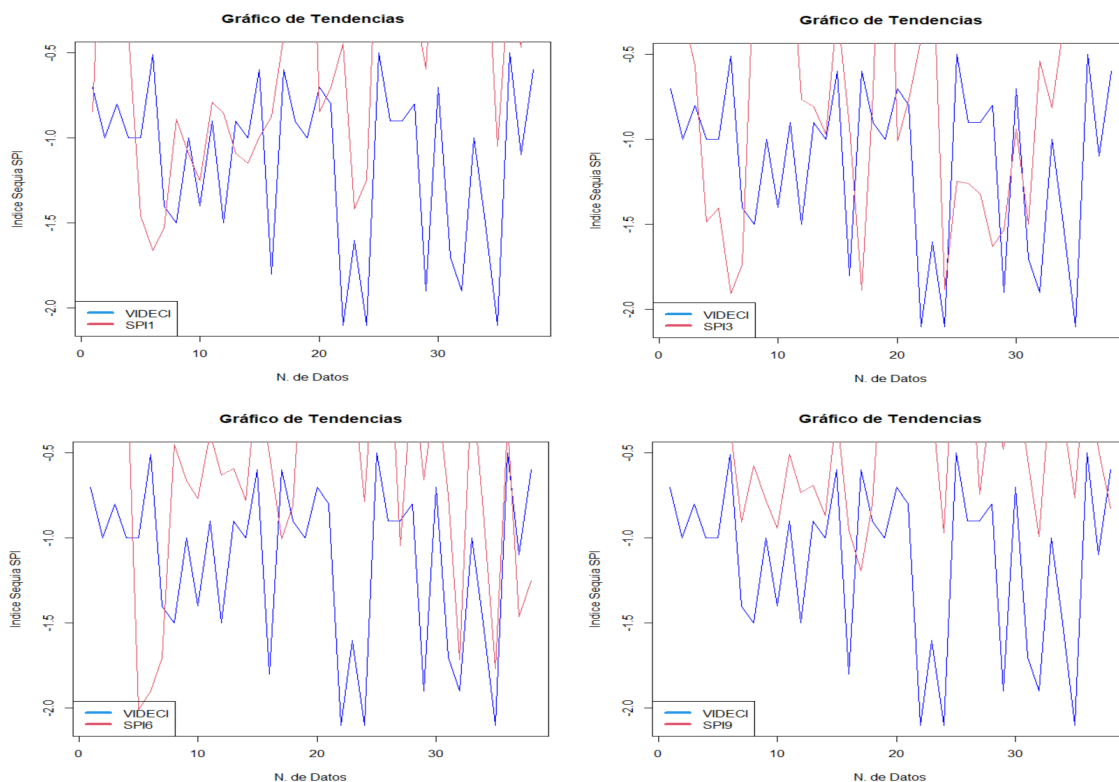 Gráfico de Tendencias
Indice Sequia SPI
-0.5
-1.0
-1.5
-2.0
VIDECI
SPI1
0
10
20
30
N. de Datos
Gráfico de Tendencias
Indice Sequia SPI
-0.5
-1.0
-1.5
-2.0
VIDECI
SPI3
0
10
20
30
N. de Datos
Gráfico de Tendencias
Indice Sequia SPI
-0.5
-1.0
-1.5
-2.0
VIDECI
SPI6
0
10
20
30
N. de Datos
Gráfico de Tendencias
Indice Sequia SPI
-0.5
-1.0
-1.5
-2.0
VIDECI
SPI9
0
10
20
30
N. de Datos